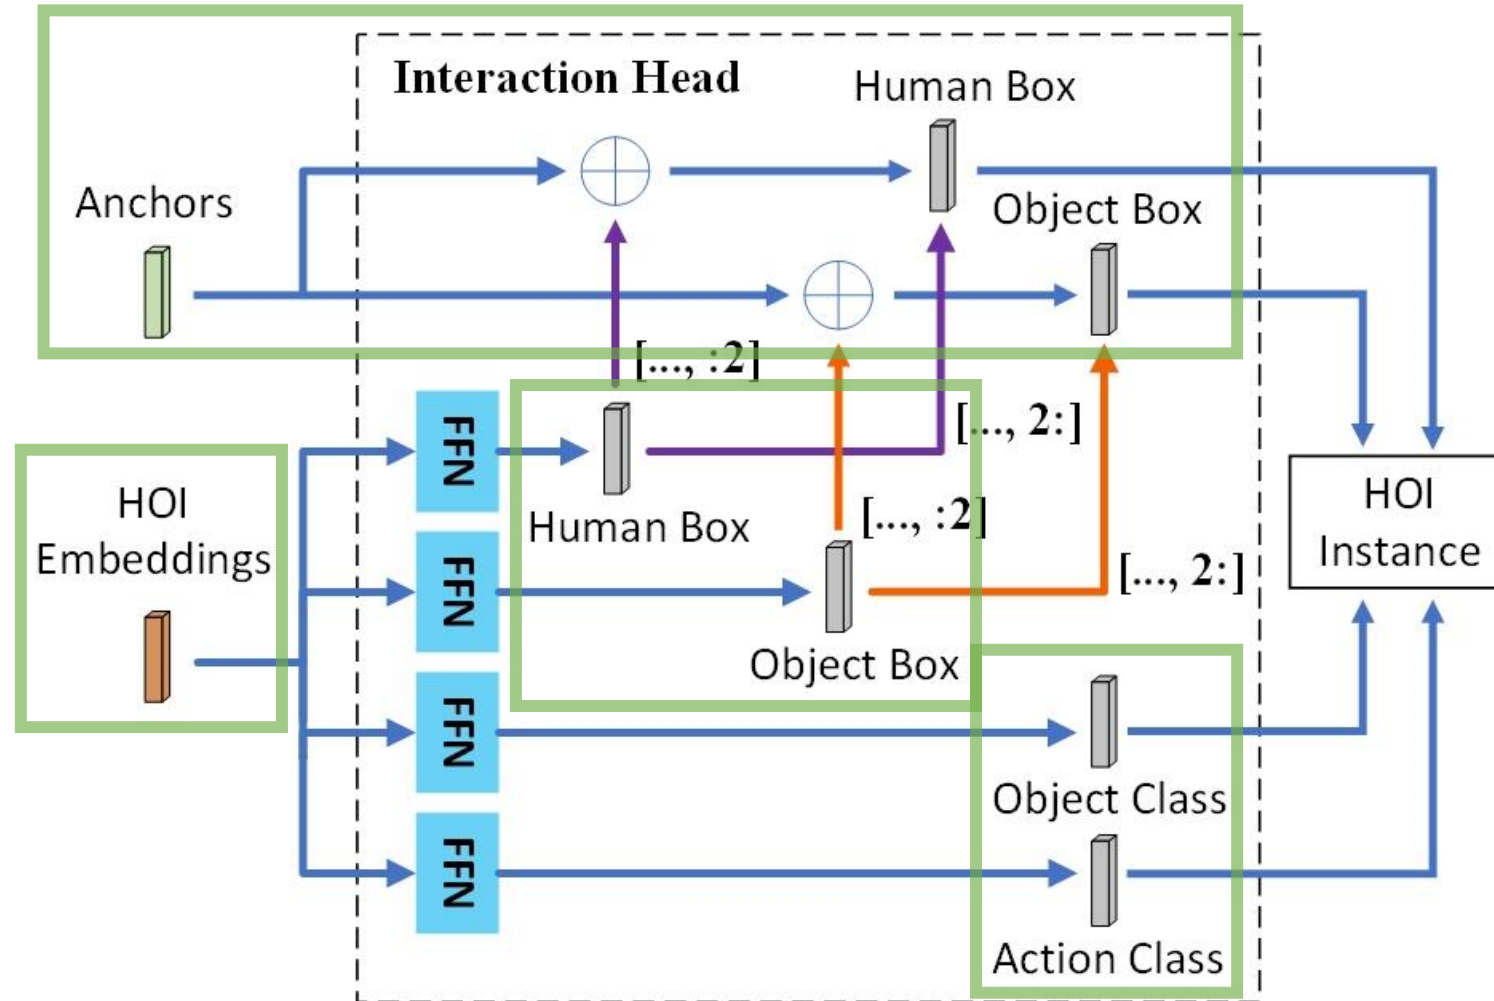 Interaction Head
Human Box
Anchors
Object Box
[..., :2]
[..., 2:]
FFN
HOI
Embeddings
Human Box
[..., :2]
HOI
Instance
FFN
[..., 2:]
Object Box
FFN
Object Class
FFN
Action Class